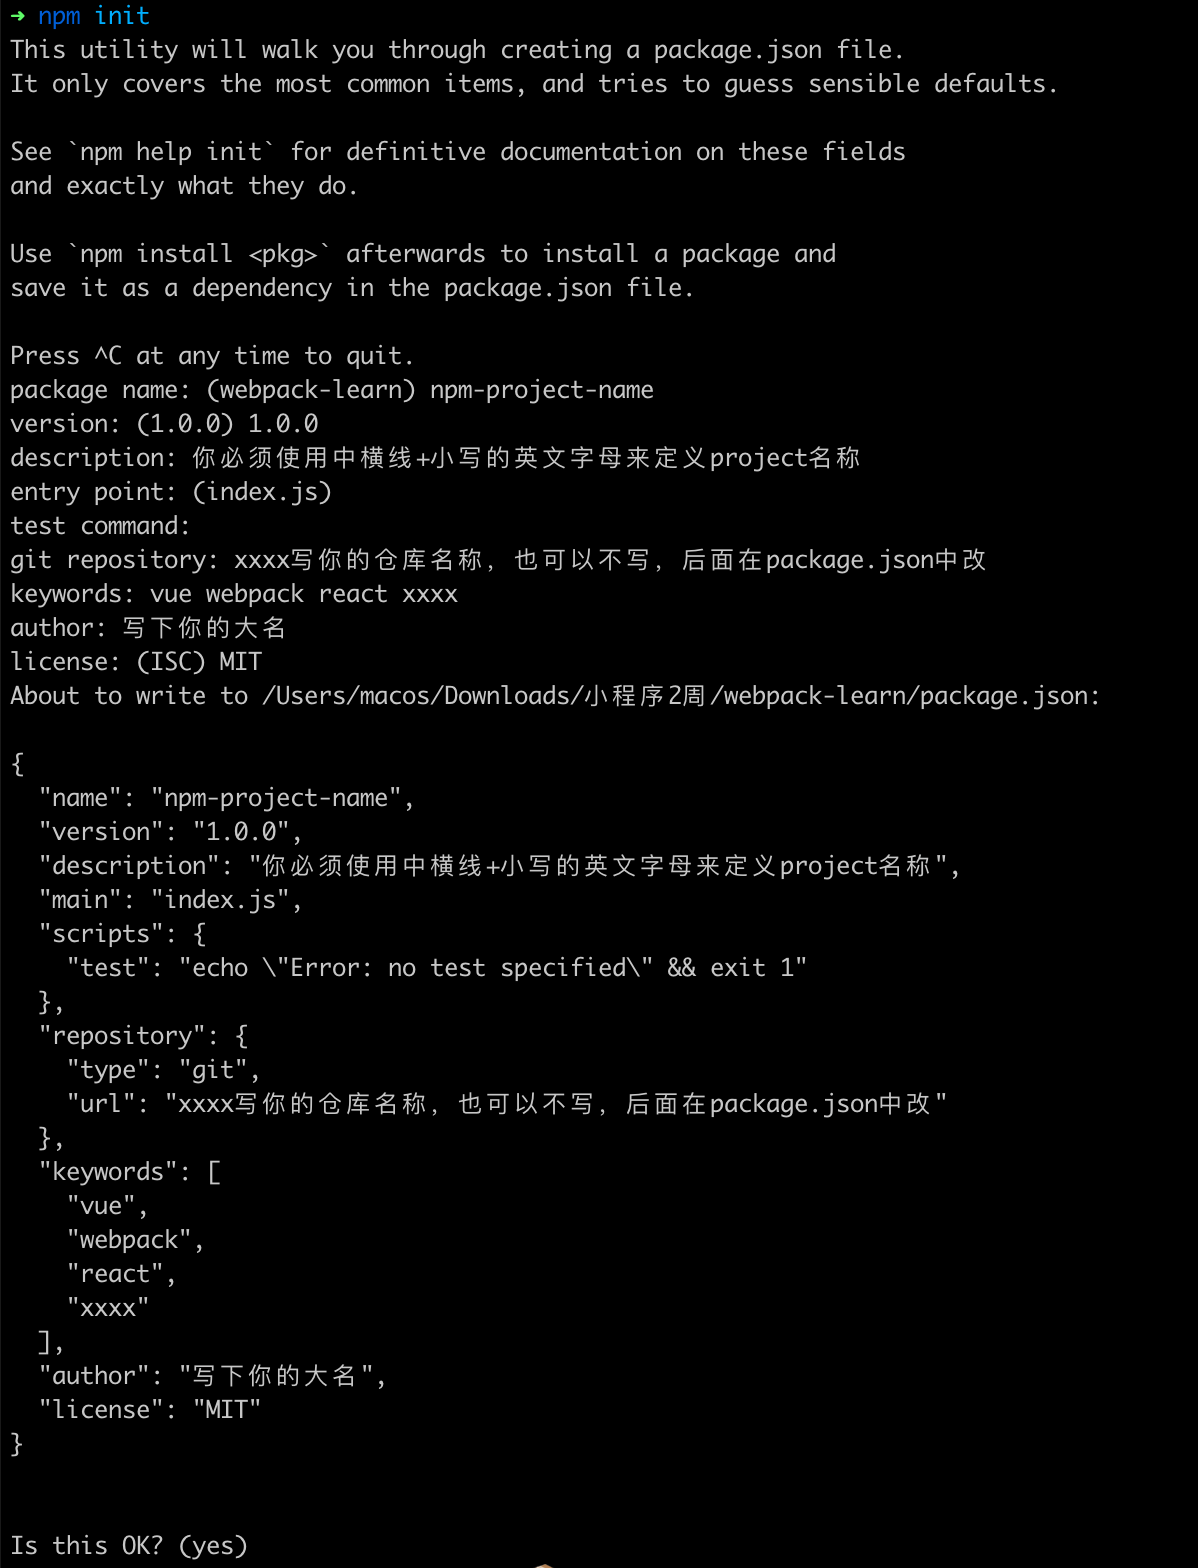 → npm init
This utility will walk you through creating a package.json file.
It only covers the most common items, and tries to guess sensible defaults.
See `npm help init` for definitive documentation on these fields
and exactly what they do.
Use `npm install <pkg>` afterwards to install a package and
save it as a dependency in the package.json file.
Press ^C at any time to quit.
package name: (webpack-learn) npm-project-name
version: (1.0.0) 1.0.0
description: 你必须使用中横线+小写的英文字母来定义project名称
entry point: (index.js)
test command:
git repository: xxxx写你的仓库名称，也可以不写，后面在package.json中改
keywords: vue webpack react xxxx
author: 写下你的大名
license: (ISC) MIT
About to write to /Users/macos/Downloads/小程序2周/webpack-learn/package.json:
{
  "name": "npm-project-name",
  "version": "1.0.0",
  "description": "你必须使用中横线+小写的英文字母来定义project名称",
  "main": "index.js",
  "scripts": {
    "test": "echo \"Error: no test specified\" && exit 1"
  },
  "repository": {
    "type": "git",
    "url": "xxxx写你的仓库名称，也可以不写，后面在package.json中改"
  },
  "keywords": [
    "vue",
    "webpack",
    "react",
    "xxxx"
  ],
  "author": "写下你的大名",
  "license": "MIT"
}
Is this OK? (yes)